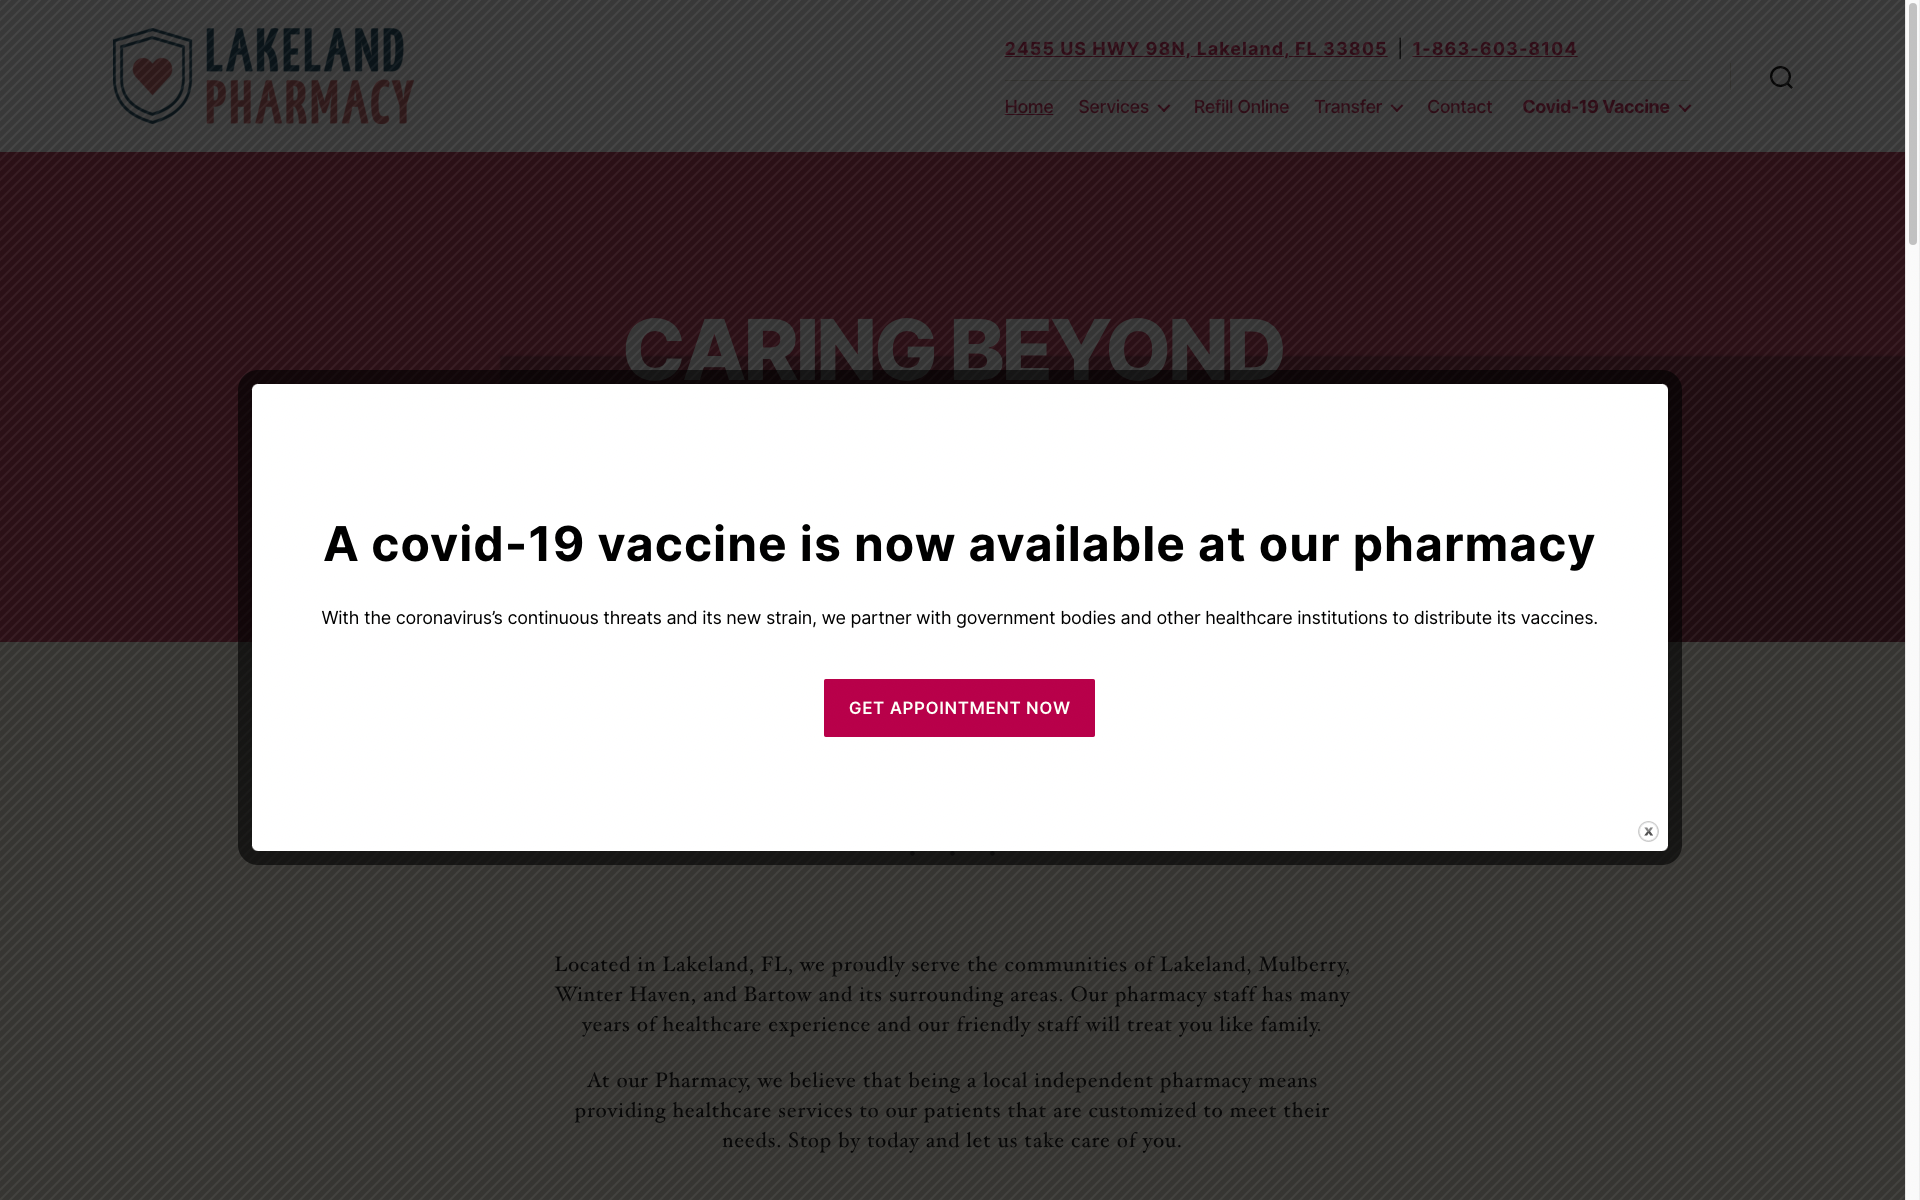 LAKELAND
PHARMACY
2455 US HWY 98N, Lakeland, FL 33805 | 1-863-603-8104
Home Services Refill Online Transfer Contact Covid-19 Vaccine
CARING BEYOND
A covid-19 vaccine is now available at our pharmacy
With the coronavirus’s continuous threats and its new strain, we partner with government bodies and other healthcare institutions to distribute its vaccines.
GET APPOINTMENT NOW
Located in Lakeland, FL, we proudly serve the communities of Lakeland, Mulberry,
Winter Haven, and Bartow and its surrounding areas. Our pharmacy staff has many
years of healthcare experience and our friendly staff will treat you like family.
At our Pharmacy, we believe that being a local independent pharmacy means
providing healthcare services to our patients that are customized to meet their
needs. Stop by today and let us take care of you.